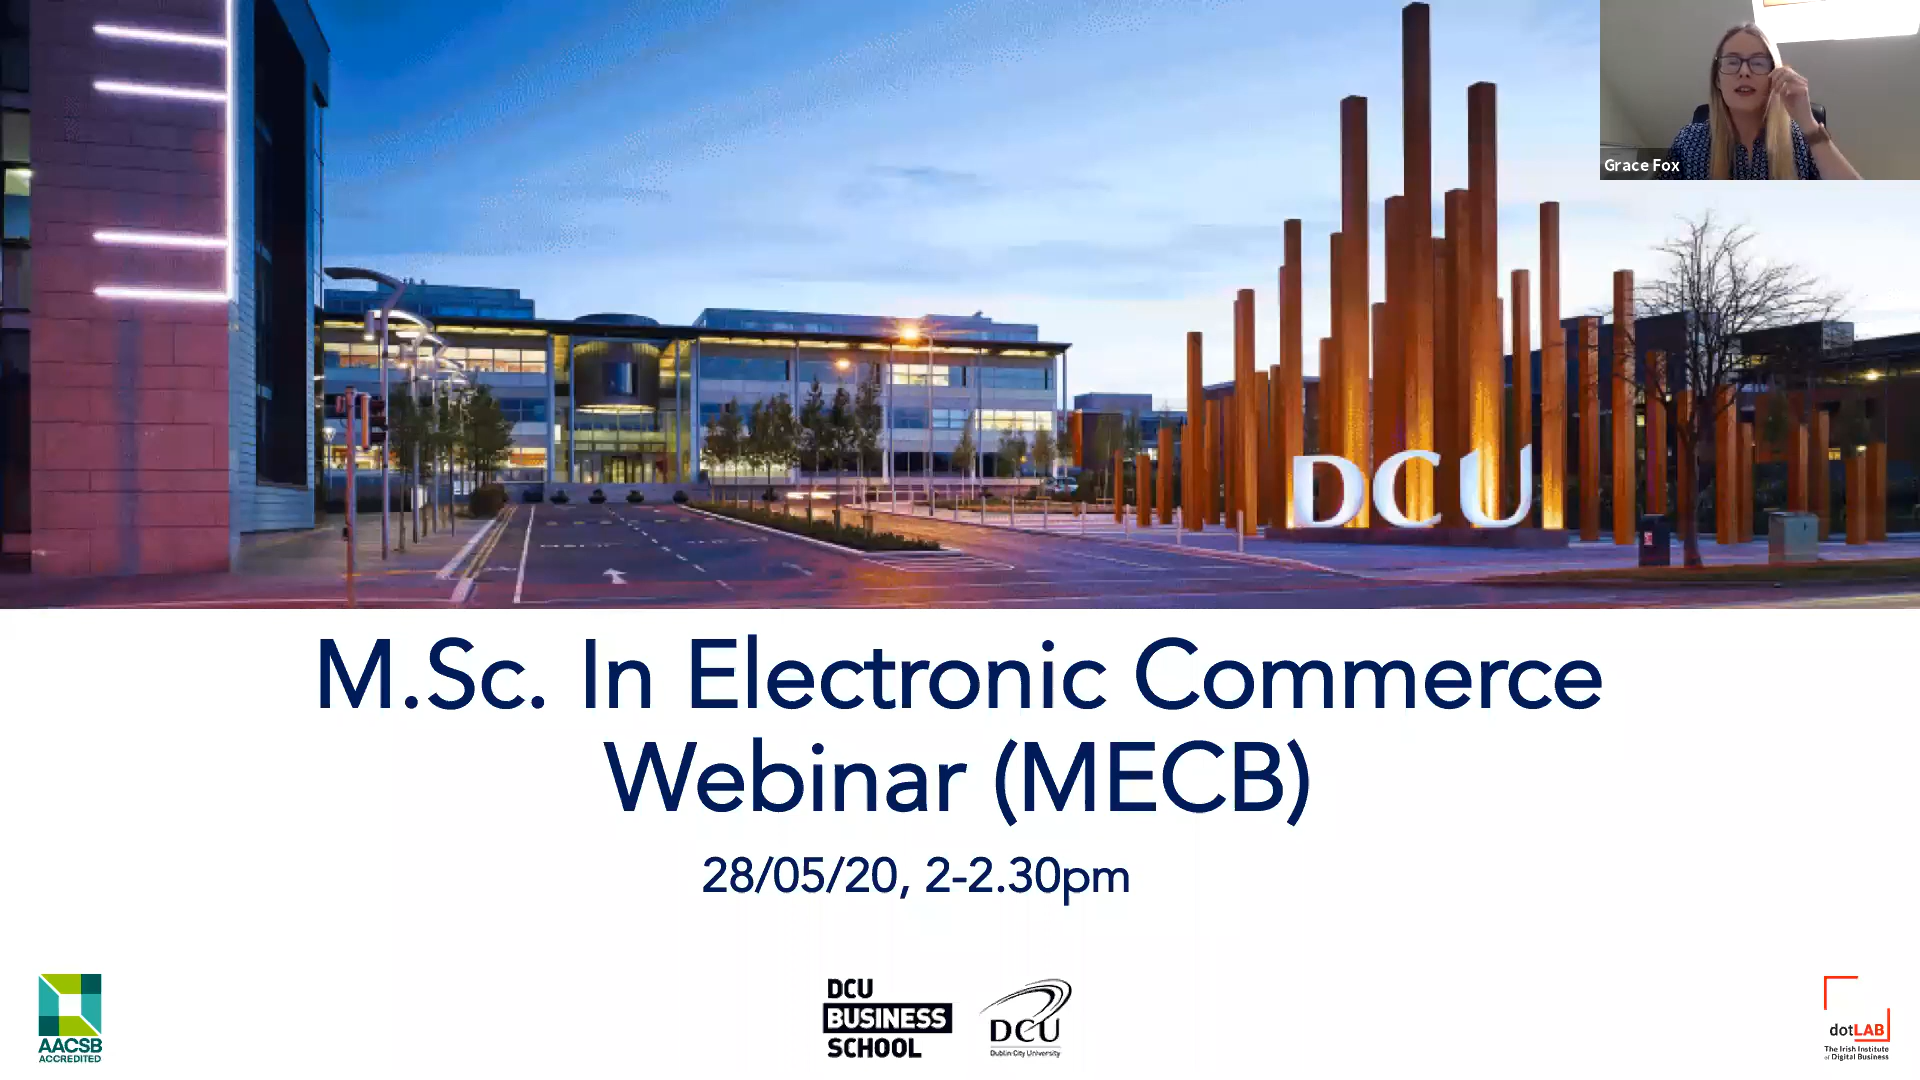 Grace Fox
DCU
M.Sc. In Electronic Commerce
Webinar (MECB)
28/05/20, 2-2.30pm
AACSB
ACCREDITED
DCU
BUSINESS
SCHOOL
DCU
Dublin City University
dotLAB
The Irish Institute
of Digital Business